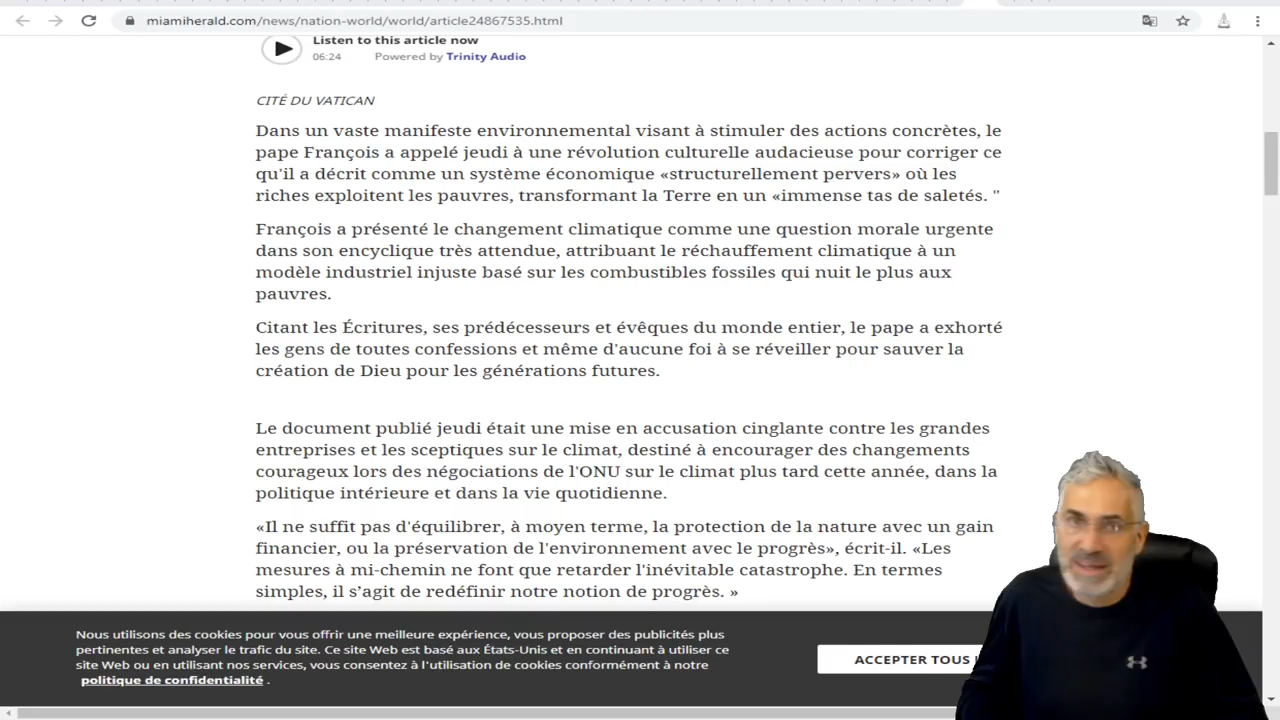 miamiherald.com/news/nation-world/world/article24867535.html
Listen to this article now
06:24 Powered by Trinity Audio
CITÉ DU VATICAN
Dans un vaste manifeste environnemental visant à stimuler des actions concrètes, le
pape François a appelé jeudi à une révolution culturelle audacieuse pour corriger ce
qu'il a décrit comme un système économique «structurellement pervers» où les
riches exploitent les pauvres, transformant la Terre en un «immense tas de saletés. "
François a présenté le changement climatique comme une question morale urgente
dans son encyclique très attendue, attribuant le réchauffement climatique à un
modèle industriel injuste basé sur les combustibles fossiles qui nuit le plus aux
pauvres.
Citant les Écritures, ses prédécesseurs et évêques du monde entier, le pape a exhorté
les gens de toutes confessions et même d'aucune foi à se réveiller pour sauver la
création de Dieu pour les générations futures.
Le document publié jeudi était une mise en accusation cinglante contre les grandes
entreprises et les sceptiques sur le climat, destiné à encourager des changements
courageux lors des négociations de l'ONU sur le climat plus tard cette année, dans la
politique intérieure et dans la vie quotidienne.
«Il ne suffit pas d'équilibrer, à moyen terme, la protection de la nature avec un gain
financier, ou la préservation de l'environnement avec le progrès», écrit-il. «Les
mesures à mi-chemin ne font que retarder l'inévitable catastrophe. En termes
simples, il s’agit de redéfinir notre notion de progrès. »
Nous utilisons des cookies pour vous offrir une meilleure expérience, vous proposer des publicités plus
pertinentes et analyser le trafic du site. Ce site Web est basé aux États-Unis et en continuant à utiliser ce
site Web ou en utilisant nos services, vous consentez à l'utilisation de cookies conformément à notre
politique de confidentialité .
ACCEPTER TOUS